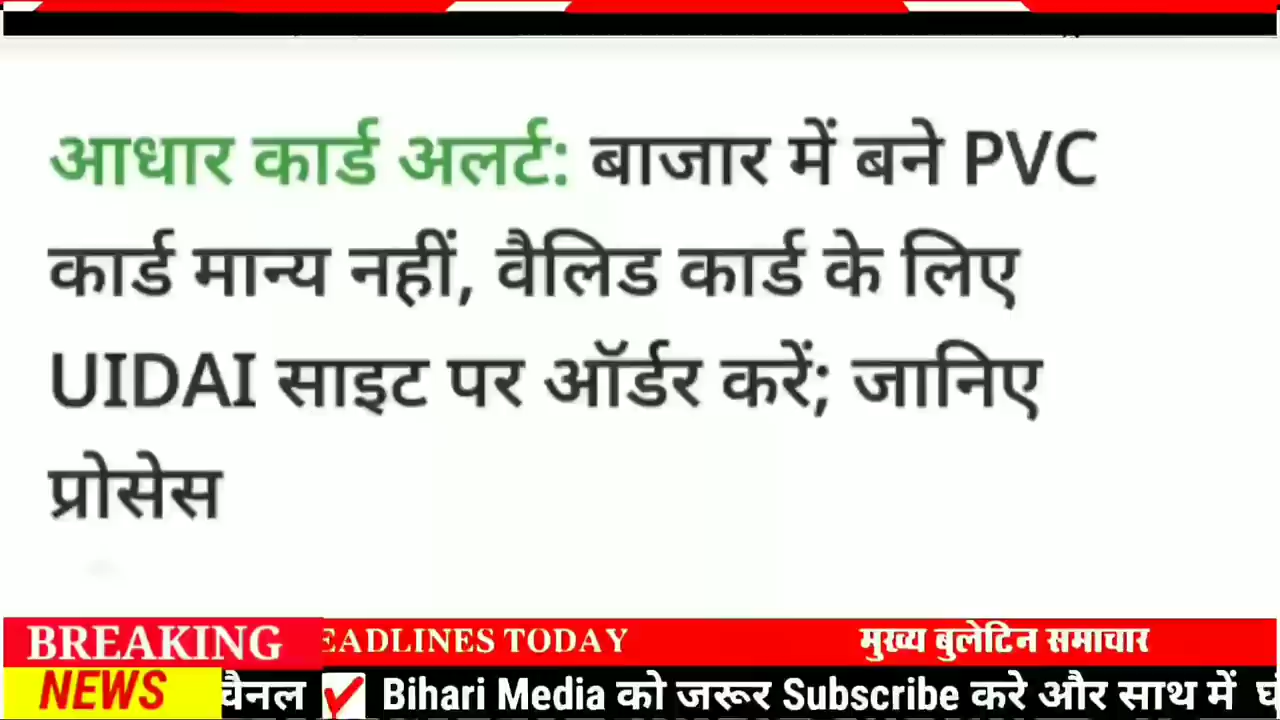 आधार कार्ड अलर्ट: बाजार में बने PVC
कार्ड मान्य नहीं, वैलिड कार्ड के लिए
UIDAI साइट पर ऑर्डर करें; जानिए
प्रोसेस
BREAKING
EADLINES TODAY
मुख्य बुलेटिन समाचार
NEWS
चैनल Bihari Media को जरूर Subscribe करे और साथ में